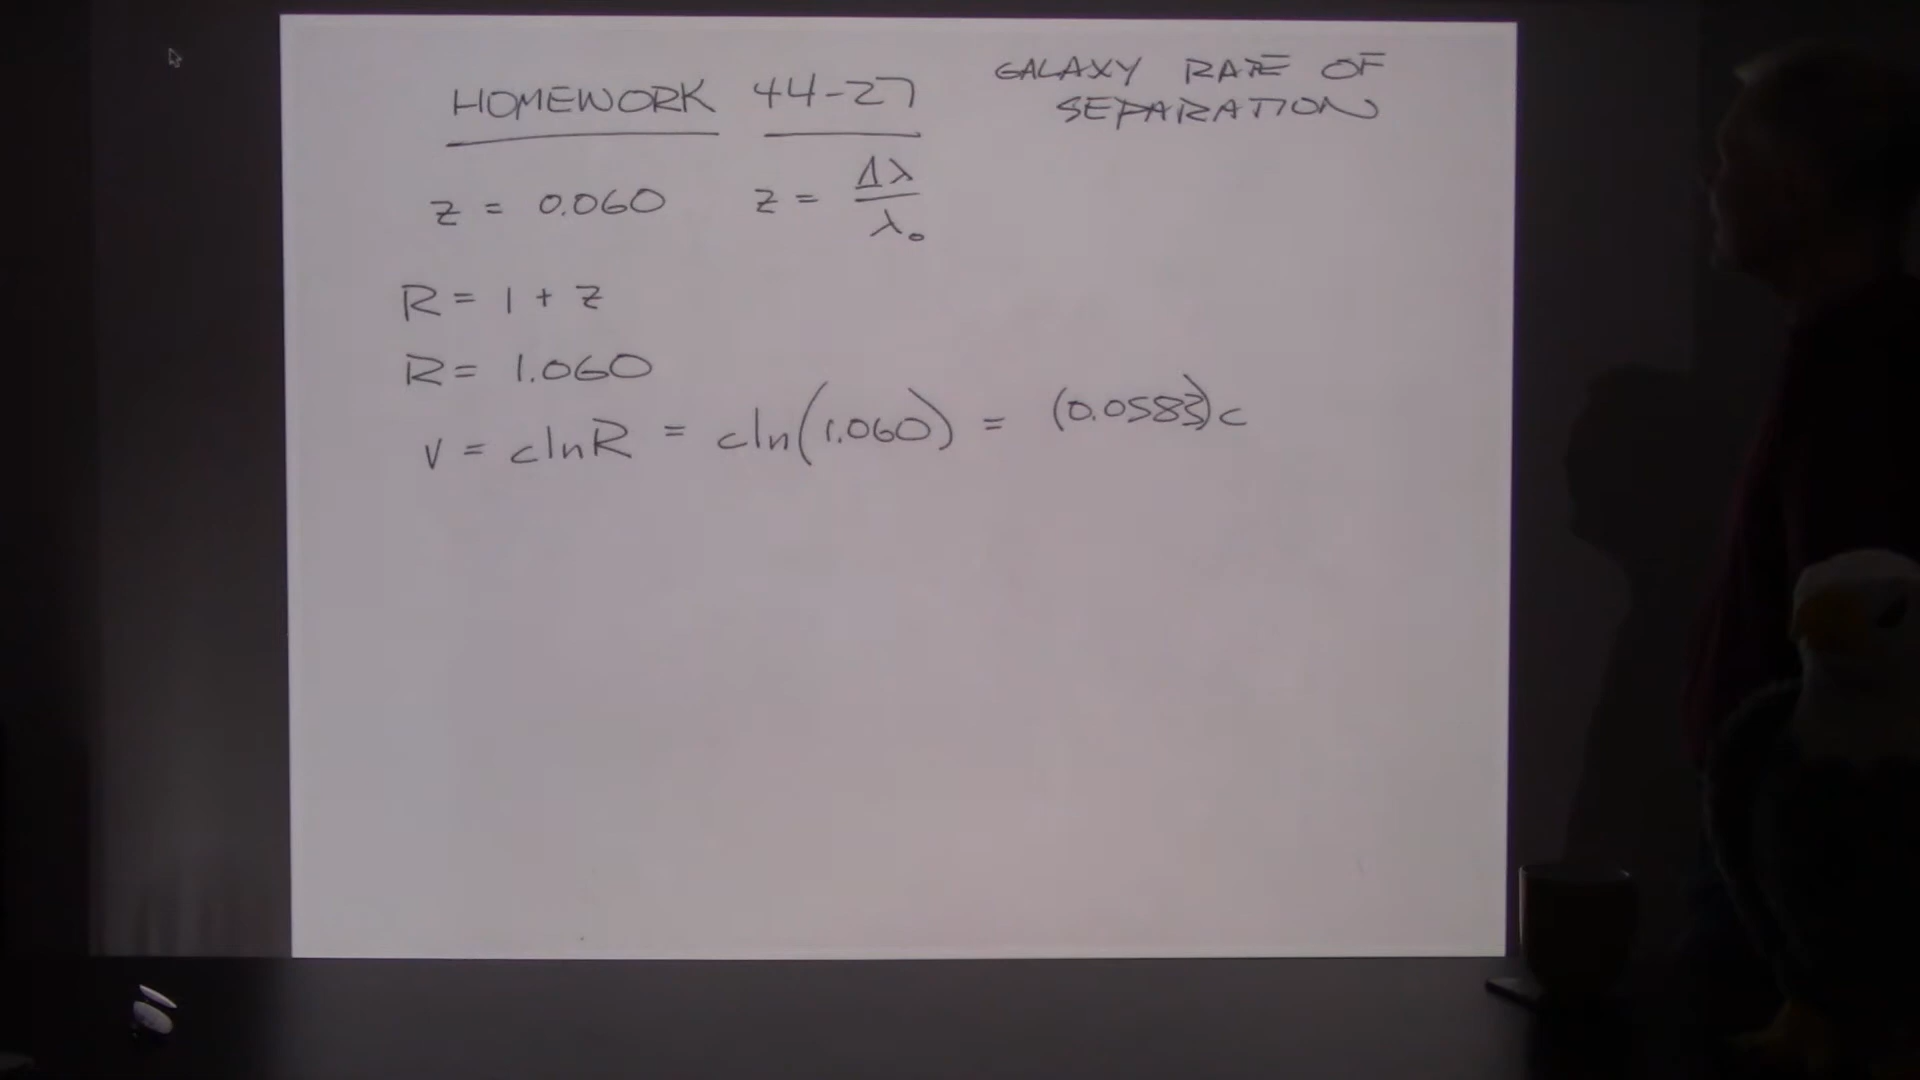 HOMEWORK 44-27
GALAXY RATE OF
SEPARATION
z = 0.060 z = Δλ/λ₀
R = 1 + z
R = 1.060
v = c ln R = c ln(1.060) = (0.0583)c